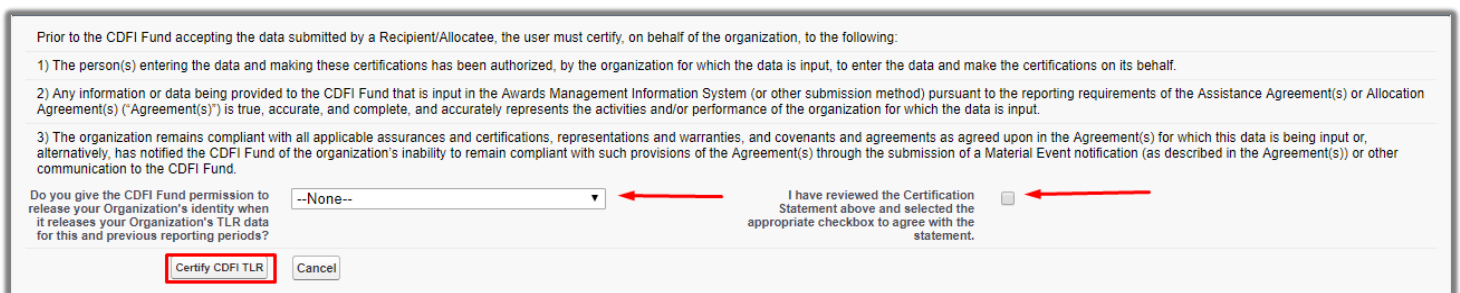 Prior to the CDFI Fund accepting the data submitted by a Recipient/Allocatee, the user must certify, on behalf of the organization, to the following:
1) The person(s) entering the data and making these certifications has been authorized, by the organization for which the data is input, to enter the data and make the certifications on its behalf.
2) Any information or data being provided to the CDFI Fund that is input in the Awards Management Information System (or other submission method) pursuant to the reporting requirements of the Assistance Agreement(s) or Allocation
Agreement(s) (“Agreement(s)”) is true, accurate, and complete, and accurately represents the activities and/or performance of the organization for which the data is input.
3) The organization remains compliant with all applicable assurances and certifications, representations and warranties, and covenants and agreements as agreed upon in the Agreement(s) for which this data is being input or,
alternatively, has notified the CDFI Fund of the organization’s inability to remain compliant with such provisions of the Agreement(s) through the submission of a Material Event notification (as described in the Agreement(s)) or other
communication to the CDFI Fund.
Do you give the CDFI Fund permission to
release your Organization's identity when
it releases your Organization's TLR data
for this and previous reporting periods?
--None--
I have reviewed the Certification
Statement above and selected the
appropriate checkbox to agree with the
statement.
Certify CDFI TLR
Cancel